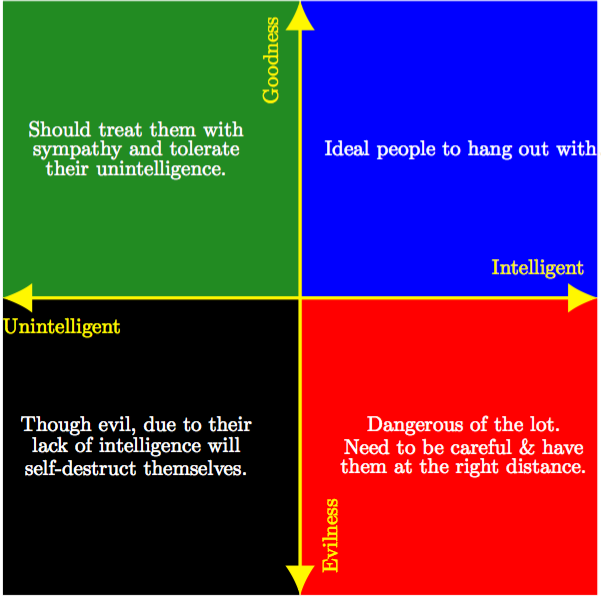 Goodness
Should treat them with
sympathy and tolerate
their unintelligence.
Ideal people to hang out with
Intelligent
Unintelligent
Though evil, due to their
lack of intelligence will
self-destruct themselves.
Dangerous of the lot.
Need to be careful & have
them at the right distance.
Evilness